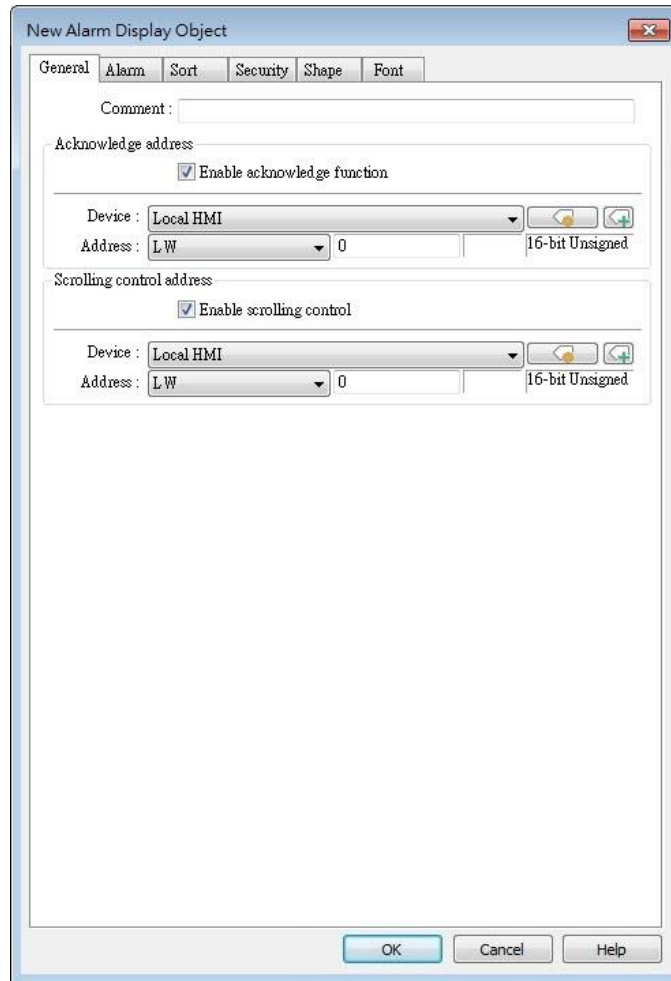 New Alarm Display Object
General Alarm Sort Security Shape Font
Comment :
Acknowledge address
Enable acknowledge function
Device : Local HMI
Address : LW 0 16-bit Unsigned
Scrolling control address
Enable scrolling control
Device : Local HMI
Address : LW 0 16-bit Unsigned
OK Cancel Help